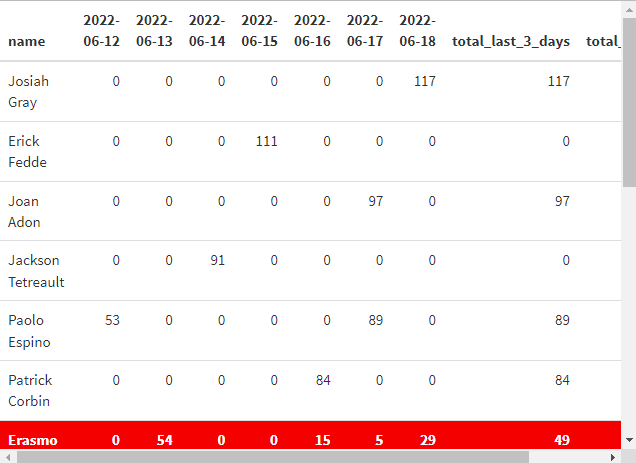 name 2022-06-12 2022-06-13 2022-06-14 2022-06-15 2022-06-16 2022-06-17 2022-06-18 total_last_3_days total_
Josiah Gray 0 0 0 0 0 0 117 117
Erick Fedde 0 0 0 111 0 0 0 0
Joan Adon 0 0 0 0 0 97 0 97
Jackson Tetreault 0 0 91 0 0 0 0 0
Paolo Espino 53 0 0 0 0 89 0 89
Patrick Corbin 0 0 0 0 84 0 0 84
Erasmo 0 54 0 0 15 5 29 49